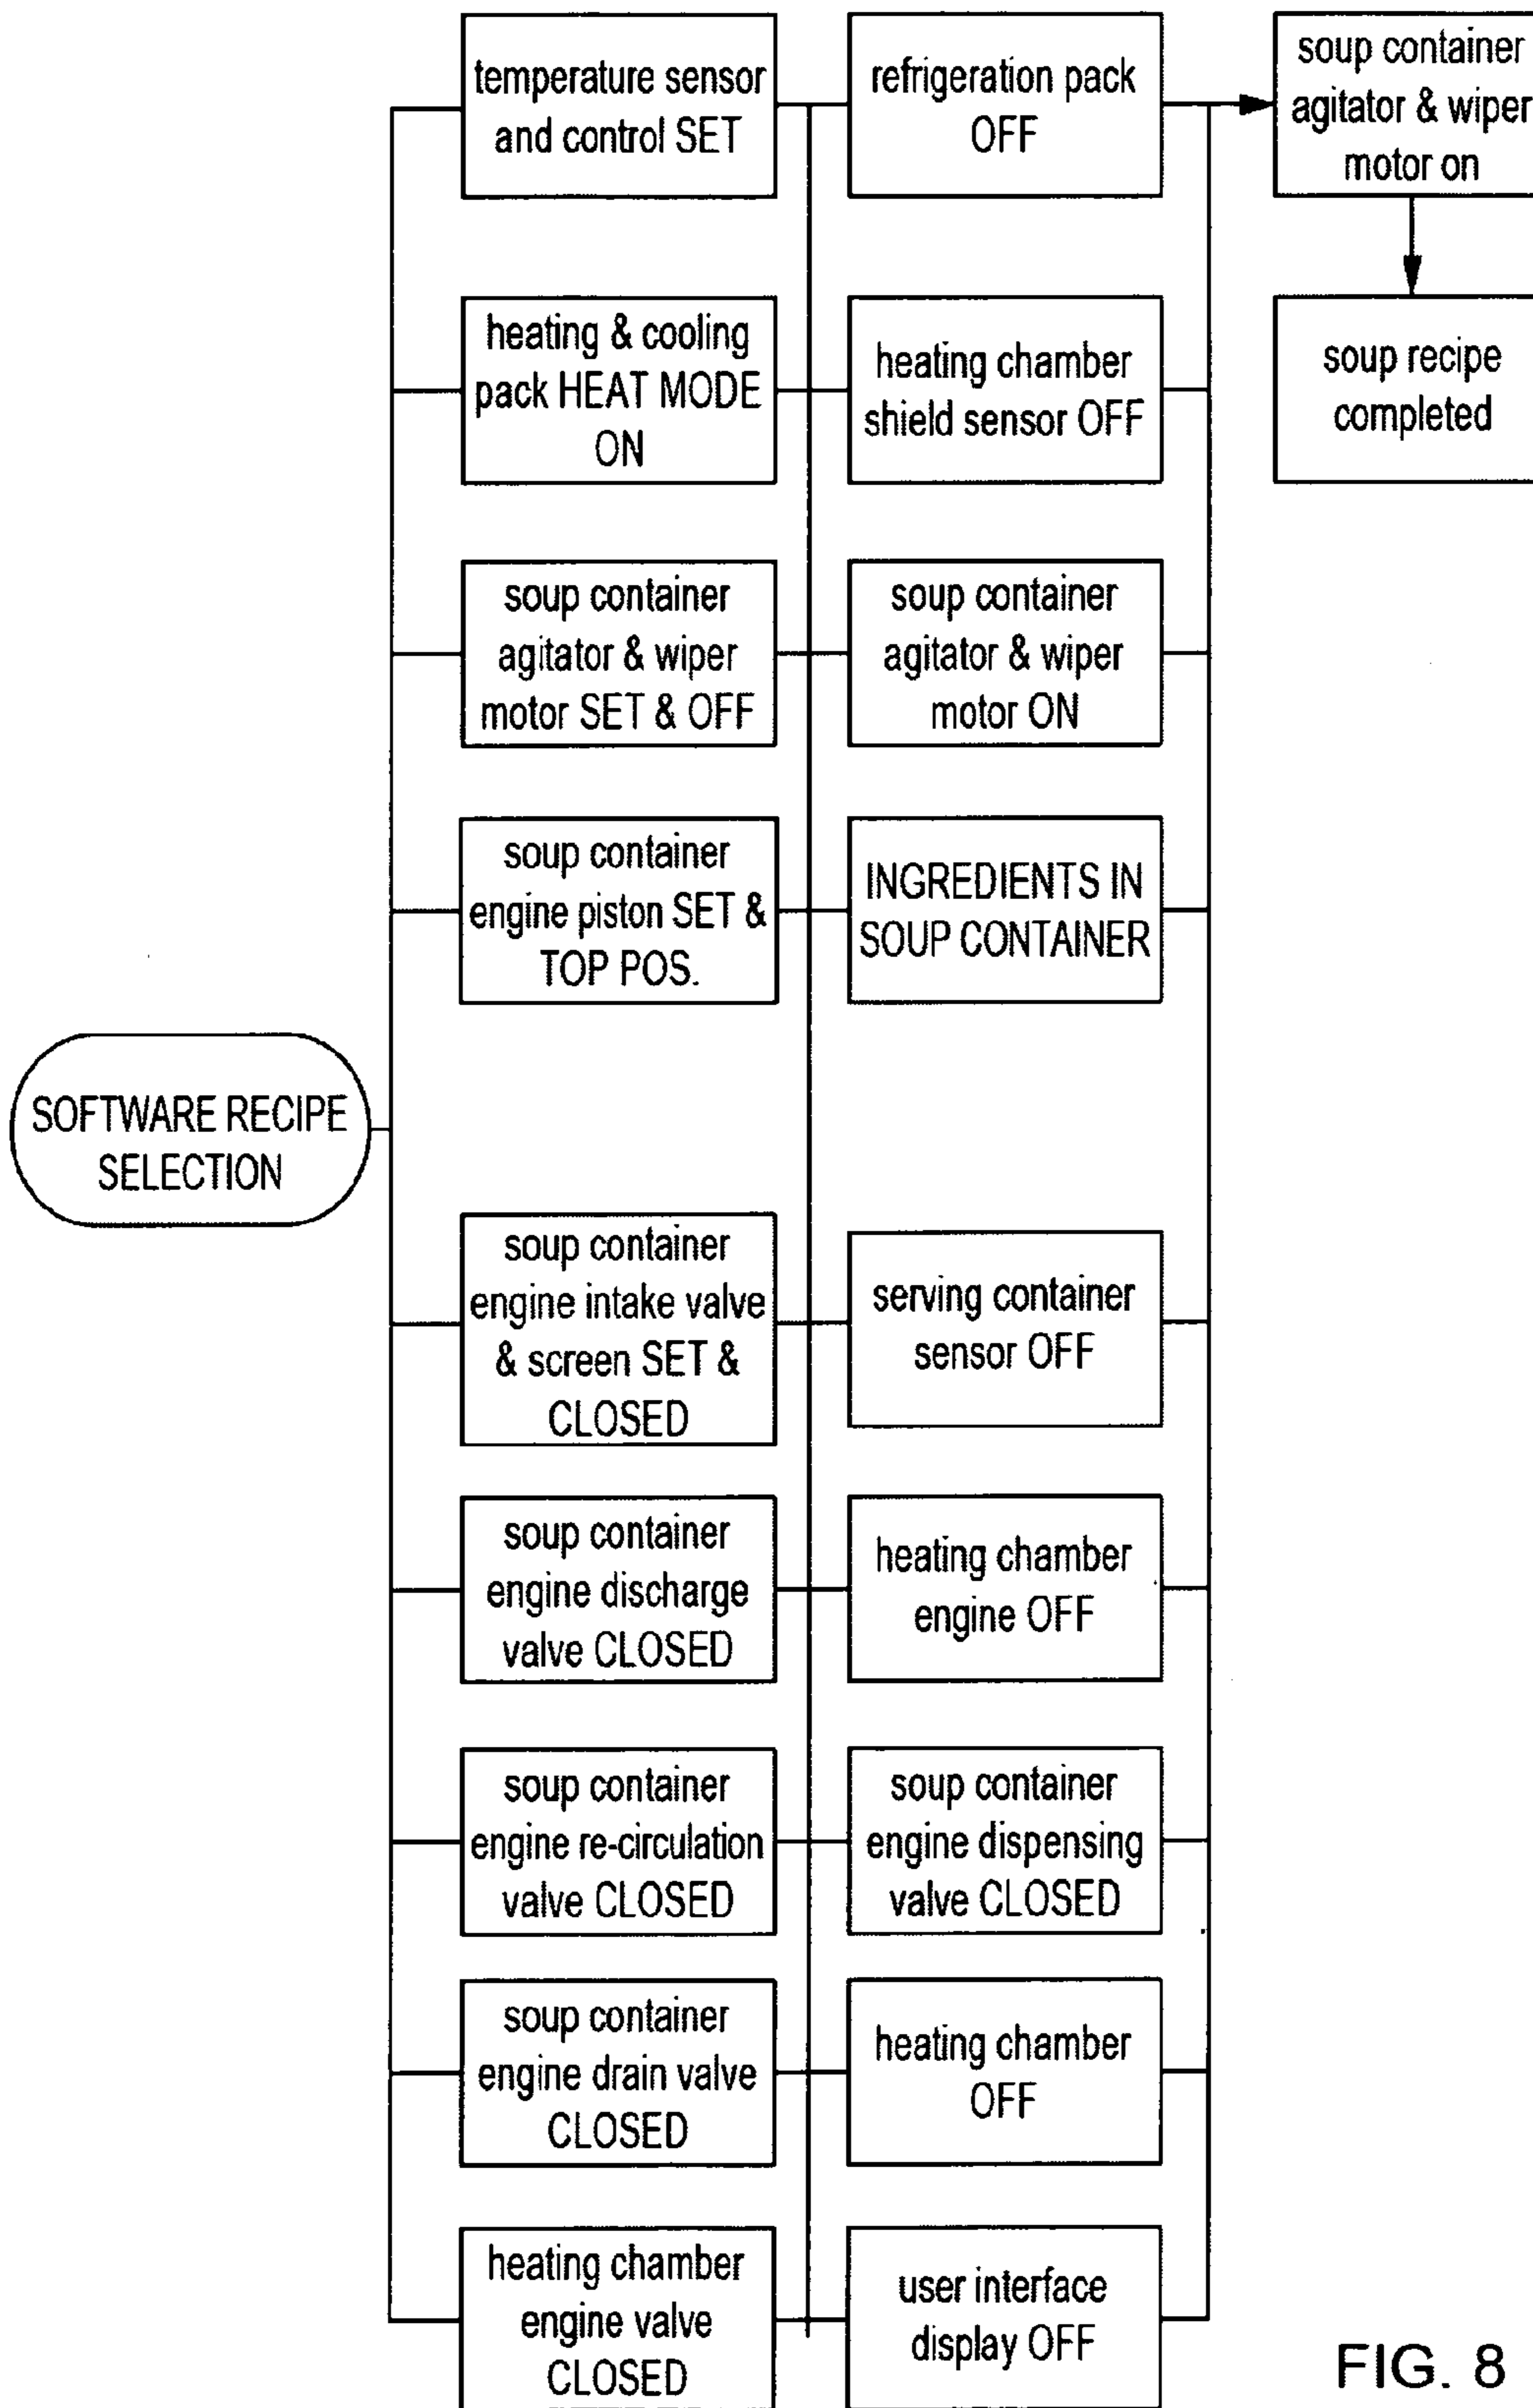 temperature sensor
and control SET
refrigeration pack
OFF
soup container
agitator & wiper
motor on
heating & cooling
pack HEAT MODE
ON
heating chamber
shield sensor OFF
soup recipe
completed
soup container
agitator & wiper
motor SET & OFF
soup container
agitator & wiper
motor ON
soup container
engine piston SET &
TOP POS.
INGREDIENTS IN
SOUP CONTAINER
SOFTWARE RECIPE
SELECTION
soup container
engine intake valve
& screen SET &
CLOSED
serving container
sensor OFF
soup container
engine discharge
valve CLOSED
heating chamber
engine OFF
soup container
engine re-circulation
valve CLOSED
soup container
engine dispensing
valve CLOSED
soup container
engine drain valve
CLOSED
heating chamber
OFF
heating chamber
engine valve
CLOSED
user interface
display OFF
FIG. 8